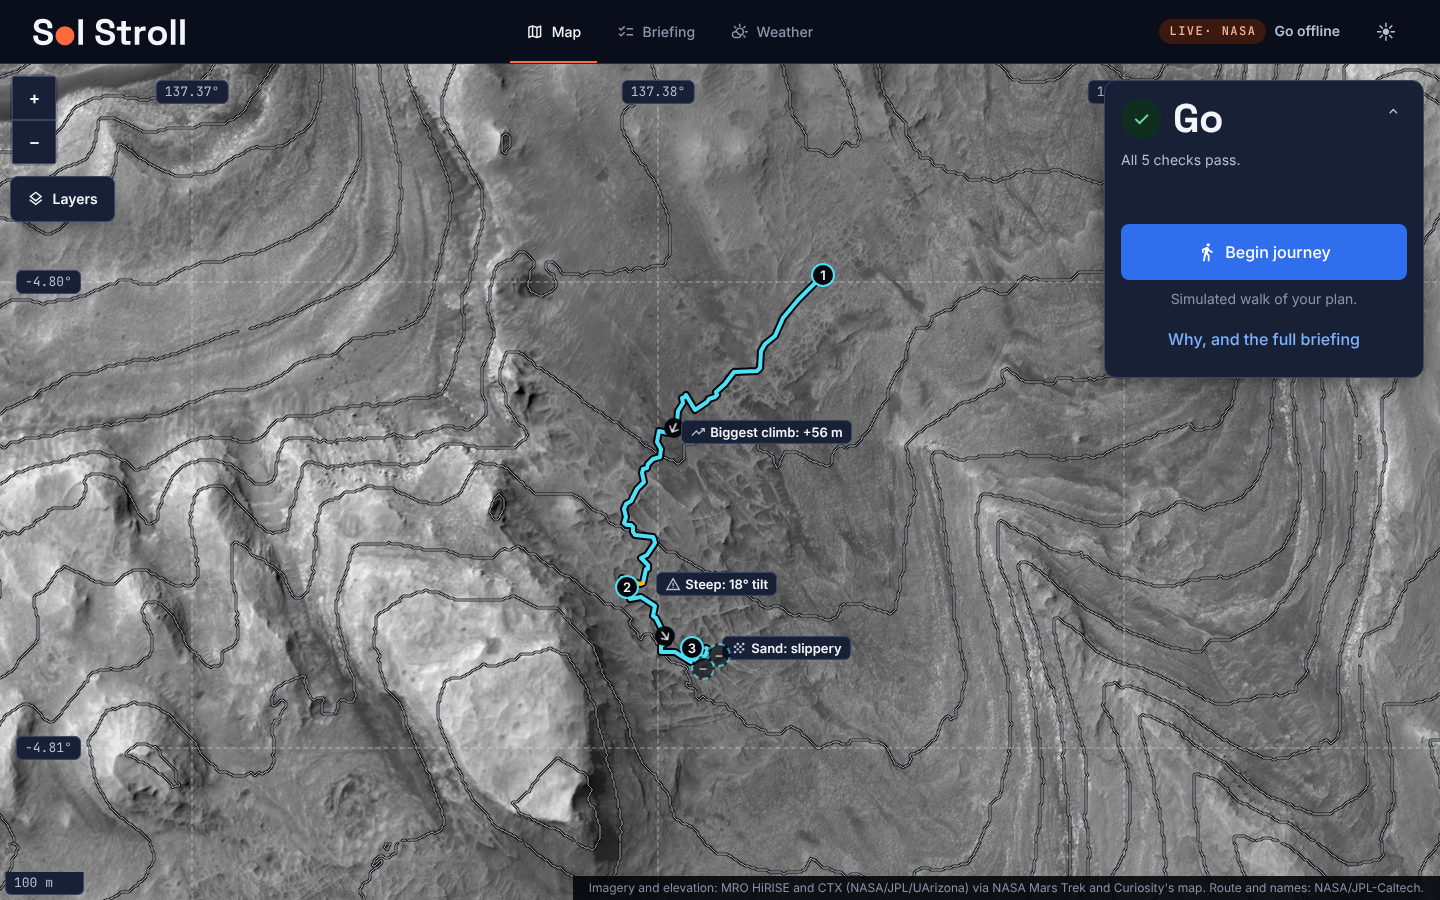 Sol Stroll
Map
Briefing
Weather
LIVE· NASA
Go offline
+
−
Layers
137.37°
137.38°
1
Go
All 5 checks pass.
Begin journey
Simulated walk of your plan.
Why, and the full briefing
-4.80°
1
Biggest climb: +56 m
2
Steep: 18° tilt
3
Sand: slippery
-4.81°
100 m
Imagery and elevation: MRO HiRISE and CTX (NASA/JPL/UArizona) via NASA Mars Trek and Curiosity's map. Route and names: NASA/JPL-Caltech.